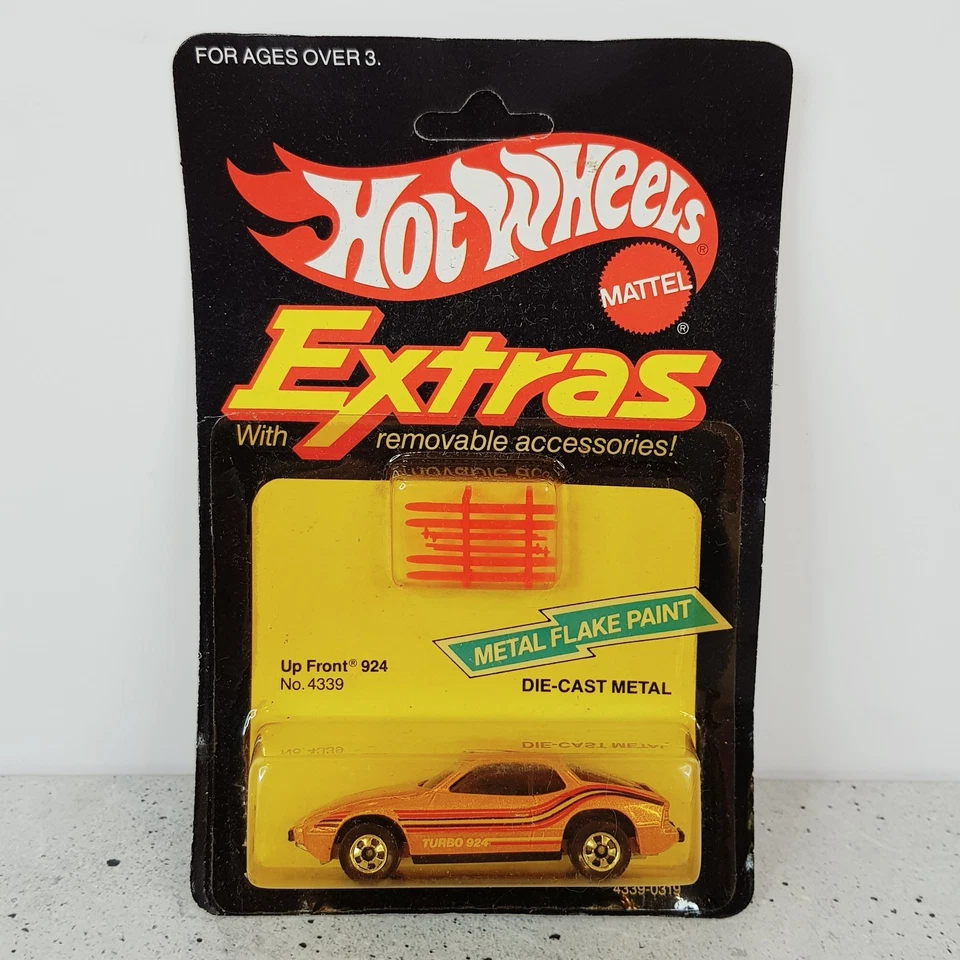 FOR AGES OVER 3.
HOT WHEELS®
MATTEL®
Extras
With removable accessories!
METAL FLAKE PAINT
Up Front® 924
No. 4339
DIE-CAST METAL
TURBO 924
4339-0319